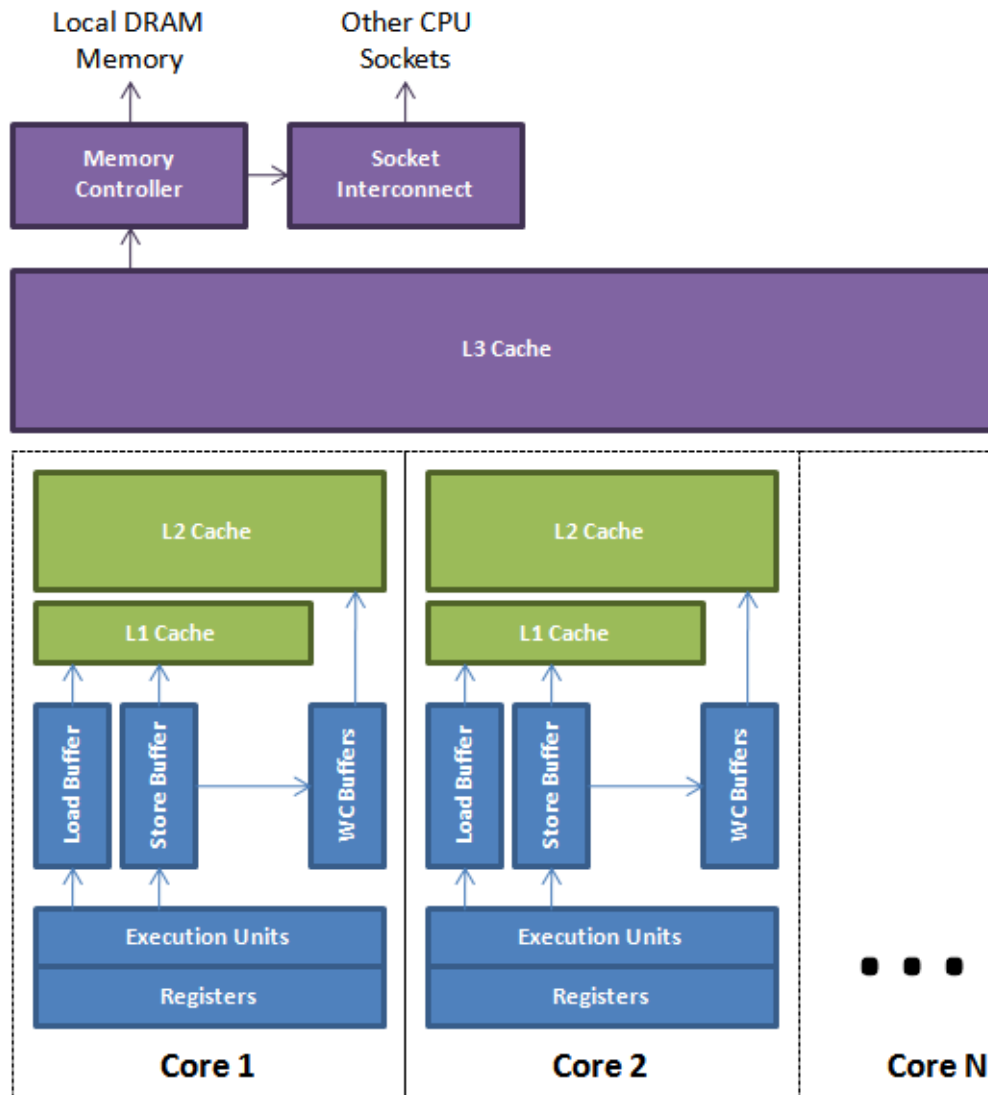 Local DRAM
Memory
Other CPU
Sockets
Memory
Controller
Socket
Interconnect
L3 Cache
L2 Cache
L2 Cache
L1 Cache
L1 Cache
Load Buffer
Store Buffer
WC Buffers
Load Buffer
Store Buffer
WC Buffers
Execution Units
Execution Units
Registers
Registers
Core 1
Core 2
Core N